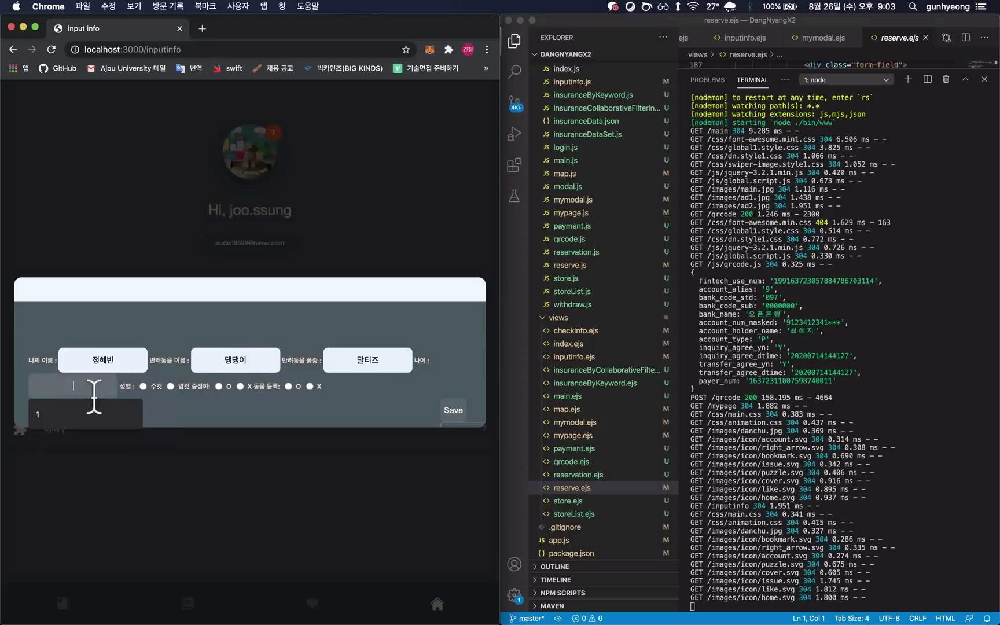 Chrome 파일 수정 보기 방문 기록 북마크 사용자 탭 창 도움말
27° 100% 8월 26일 (수) 오후 9:03 gunhyeong
input info
localhost:3000/inputinfo
건형
앱 GitHub Ajou University 메일 번역 swift 채용 공고 빅카인즈(BIG KINDS) 기술면접 준비하기 »
7
Hi, joo.ssung
나의 이름 : 정혜빈 반려동물 이름 : 댕댕이 반려동물 품종 : 말티즈 나이 :
성별 : 수컷 암컷 중성화: O X 동물 등록: O X
1
Save
reserve.ejs — DangNyangX2
EXPLORER
DANGNYANGX2
index.js
inputinfo.js M
insuranceByKeyword.js U
insuranceCollaborativeFilterin... U
insuranceData.json U
insuranceDataSet.js U
login.js U
main.js U
map.js M
modal.js U
mymodal.js M
mypage.js M
payment.js U
qrcode.js U
reservation.js U
reserve.js M
store.js U
storeList.js U
withdraw.js U
views
checkinfo.ejs M
index.ejs M
inputinfo.ejs M
insuranceByCollaborativeFilte... U
insuranceByKeyword.ejs U
main.ejs U
map.ejs M
mymodal.ejs M
mypage.ejs M
payment.ejs U
qrcode.ejs U
reservation.ejs U
reserve.ejs M
store.ejs U
storeList.ejs U
.gitignore M
app.js M
package.json M
OUTLINE
TIMELINE
NPM SCRIPTS
MAVEN
4K+
1
ejs inputinfo.ejs mymodal.ejs reserve.ejs
views > reserve.ejs > ...
187 <div class="form-field">
PROBLEMS TERMINAL ... 1: node
[nodemon] to restart at any time, enter `rs`
[nodemon] watching path(s): *.*
[nodemon] watching extensions: js,mjs,json
[nodemon] starting `node ./bin/www`
GET /main 304 9.285 ms - -
GET /css/font-awesome.min1.css 304 6.506 ms - -
GET /css/global1.style.css 304 3.825 ms - -
GET /css/dn.style1.css 304 1.066 ms - -
GET /css/swiper-image.style1.css 304 1.052 ms - -
GET /js/jquery-3.2.1.min.js 304 0.420 ms - -
GET /js/global.script.js 304 0.673 ms - -
GET /images/main.jpg 304 1.116 ms - -
GET /images/ad1.jpg 304 1.438 ms - -
GET /images/ad2.jpg 304 1.951 ms - -
GET /qrcode 200 1.246 ms - 2300
GET /css/font-awesome.min.css 404 1.629 ms - 163
GET /css/global1.style.css 304 0.514 ms - -
GET /css/dn.style1.css 304 0.772 ms - -
GET /js/jquery-3.2.1.min.js 304 0.726 ms - -
GET /js/global.script.js 304 0.330 ms - -
GET /js/qrcode.js 304 0.325 ms - -
{
fintech_use_num: '199163723057884786703114',
account_alias: '9',
bank_code_std: '097',
bank_code_sub: '0000000',
bank_name: '오픈은행',
account_num_masked: '9123412341***',
account_holder_name: '최혜지',
account_type: 'P',
inquiry_agree_yn: 'Y',
inquiry_agree_dtime: '20200714144127',
transfer_agree_yn: 'Y',
transfer_agree_dtime: '20200714144127',
payer_num: '16372311007598740011'
}
POST /qrcode 200 158.195 ms - 4664
GET /mypage 304 1.882 ms - -
GET /css/main.css 304 0.383 ms - -
GET /css/animation.css 304 0.437 ms - -
GET /images/danchu.jpg 304 0.369 ms - -
GET /images/icon/account.svg 304 0.314 ms - -
GET /images/icon/right_arrow.svg 304 0.308 ms - -
GET /images/icon/bookmark.svg 304 0.690 ms - -
GET /images/icon/issue.svg 304 0.342 ms - -
GET /images/icon/puzzle.svg 304 0.406 ms - -
GET /images/icon/cover.svg 304 0.916 ms - -
GET /images/icon/like.svg 304 0.895 ms - -
GET /images/icon/home.svg 304 0.937 ms - -
GET /inputinfo 304 1.951 ms - -
GET /css/main.css 304 0.341 ms - -
GET /css/animation.css 304 0.415 ms - -
GET /images/danchu.jpg 304 0.327 ms - -
GET /images/icon/bookmark.svg 304 0.286 ms - -
GET /images/icon/right_arrow.svg 304 0.335 ms - -
GET /images/icon/account.svg 304 0.274 ms - -
GET /images/icon/puzzle.svg 304 0.675 ms - -
GET /images/icon/cover.svg 304 0.605 ms - -
GET /images/icon/issue.svg 304 1.745 ms - -
GET /images/icon/like.svg 304 1.812 ms - -
GET /images/icon/home.svg 304 1.800 ms - -
master* 0 0 Ln 1, Col 1 Tab Size: 4 UTF-8 CRLF HTML